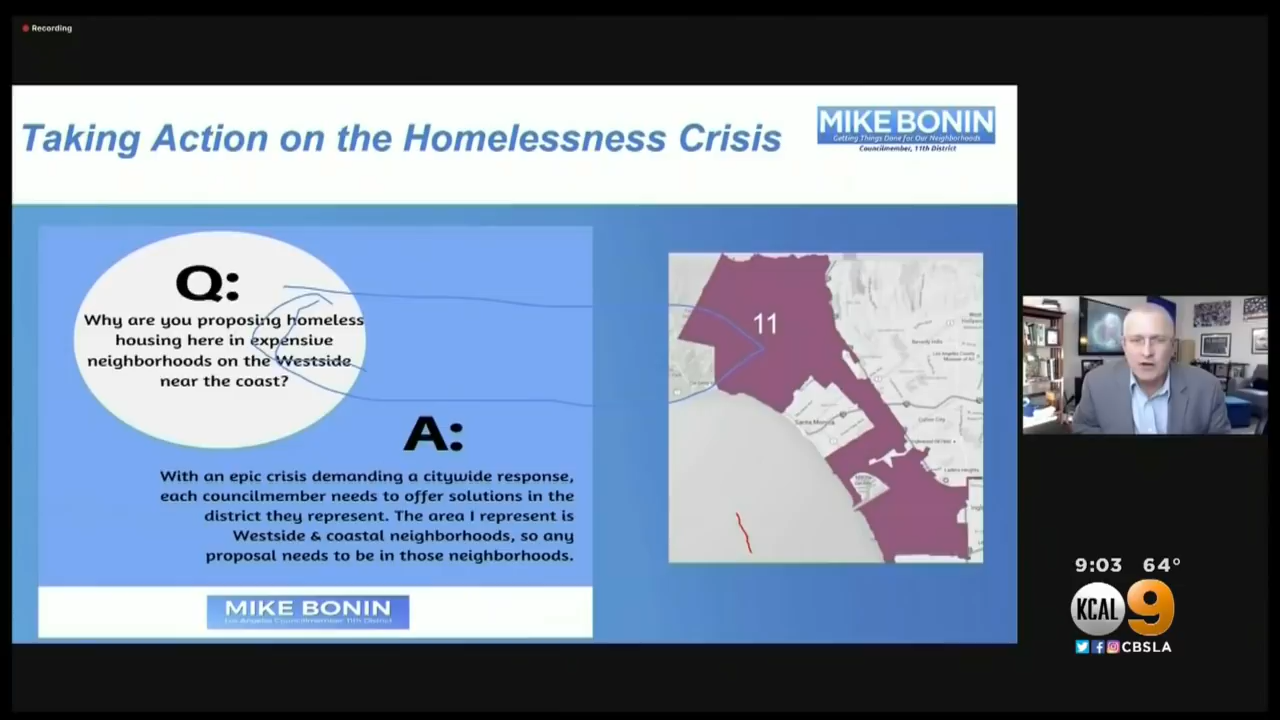 Recording
Taking Action on the Homelessness Crisis
MIKE BONIN
Getting Things Done for Our Neighborhoods
Councilmember, 11th District
Q:
Why are you proposing homeless
housing here in expensive
neighborhoods on the Westside
near the coast?
A:
With an epic crisis demanding a citywide response,
each councilmember needs to offer solutions in the
district they represent. The area I represent is
Westside & coastal neighborhoods, so any
proposal needs to be in those neighborhoods.
MIKE BONIN
Los Angeles Councilmember 11th District
11
Beverly Hills
Santa Monica
Culver City
9:03 64°
KCAL 9
CBSLA